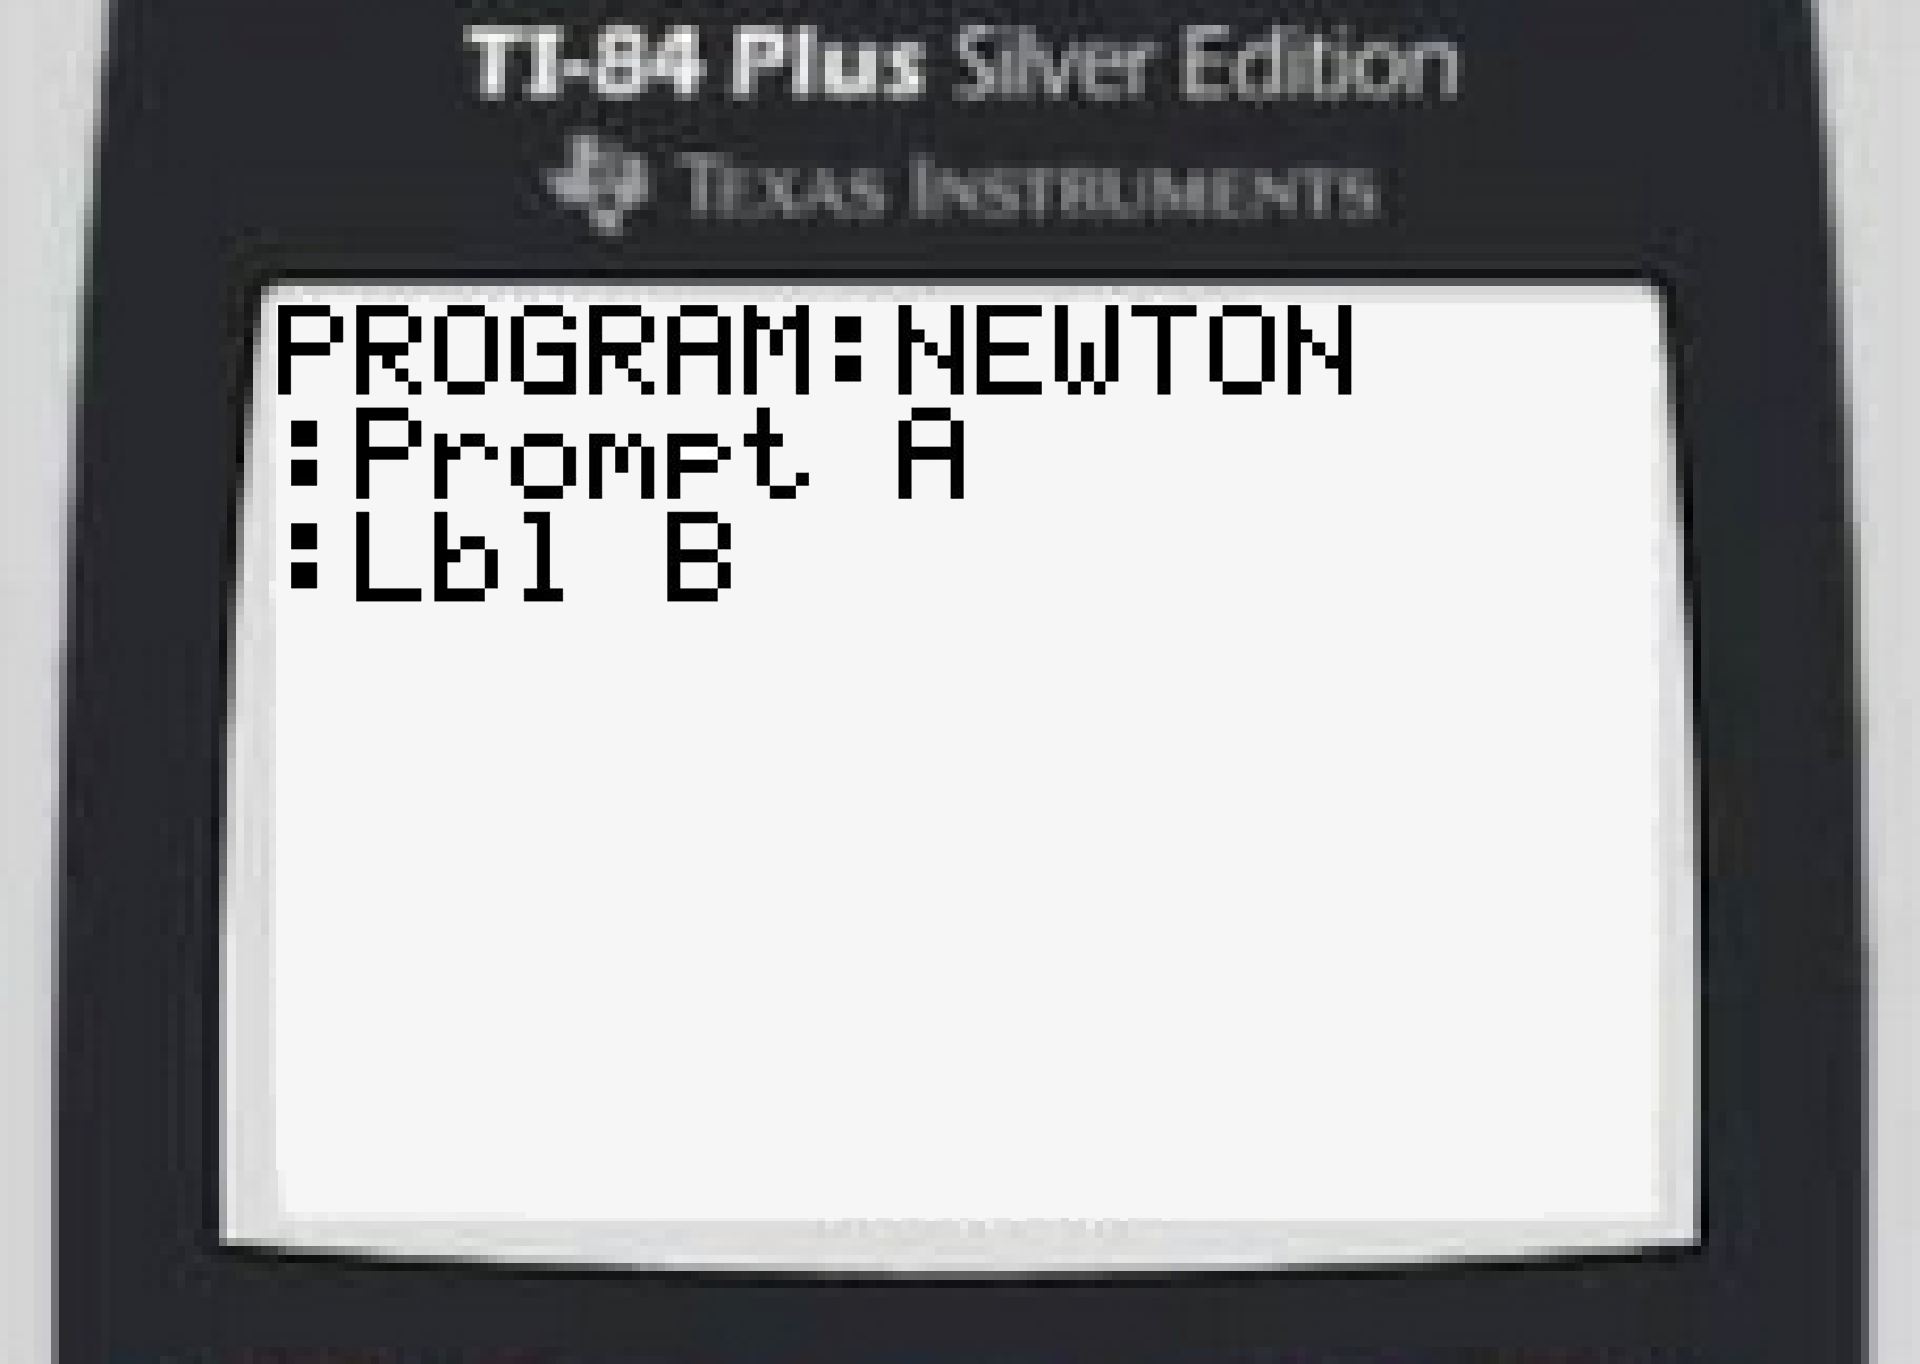 TI-84 Plus Silver Edition
TEXAS INSTRUMENTS
PROGRAM:NEWTON
:Prompt A
:Lbl B